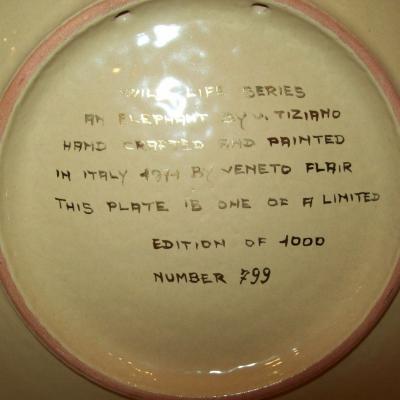 WILD LIFE SERIES
AN ELEPHANT BY V. TIZIANO
HAND CRAFTED AND PAINTED
IN ITALY BY VENETO FLAIR
THIS PLATE IS ONE OF A LIMITED
EDITION OF 1000
NUMBER 799